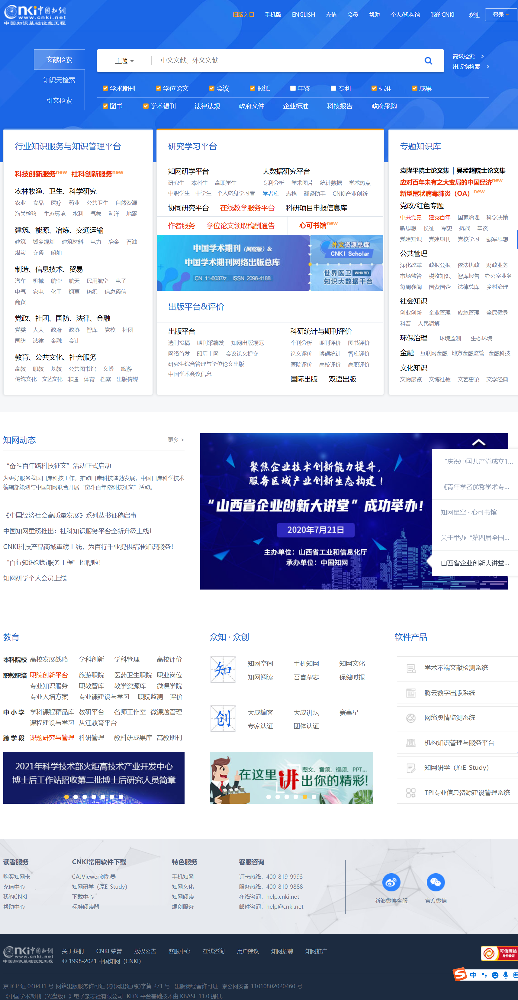 cnki中国知网
www.cnki.net
中国知识基础设施工程
旧版入口 手机版 ENGLISH 充值 会员 帮助 个人/机构馆 我的CNKI 欢迎 登录
文献检索
知识元检索
引文检索
主题 中文文献、外文文献
高级检索 >
出版物检索 >
学术期刊 学位论文 会议 报纸 年鉴 专利 标准 成果
图书 学术辑刊 法律法规 政府文件 企业标准 科技报告 政府采购
行业知识服务与知识管理平台
科技创新服务new 社科创新服务new
农林牧渔、卫生、科学研究
农业 食品 医疗 药业 公共卫生 自然资源
海关检验 生态环境 水利 气象 海洋 地震
建筑、能源、冶炼、交通运输
建筑 城乡规划 建筑材料 电力 冶金 石油
煤炭 交通 船舶
制造、信息技术、贸易
汽车 机械 航空 航天 民用航空 电子
电气 家电 化工 烟草 纺织 信息通信
商贸
党政、社团、国防、法律、金融
党委 人大 政府 政协 智库 党校 社团
国防 法律 金融 会计
教育、公共文化、社会服务
高教 职教 基教 公共图书馆 文博 旅游
传统文化 文艺文化 非遗 体育 档案 出版传媒
研究学习平台
知网研学平台
研究生 本科生 高职学生
中职学生 中学生 个人终身学习者
大数据研究平台
专利分析 学术图片 统计数据 学术热点
学者库 表格 翻译助手 CNKI产业创新
协同研究平台 在线教学服务平台 科研项目申报信息库
作者服务 学位论文领取稿酬通告 心可书馆new
中国学术期刊（网络版）&
中国学术期刊网络出版总库
CN 11-6037/z ISSN 2096-4188
外文资源总库
CNKI Scholar
世界医卫 WHKBD
知识大数据平台
出版平台&评价
出版平台
选刊投稿 期刊采编发 知网出版规范
网络首发 印后上网 会议论文提交
研究生综合管理与学位论文出版
中国学术会议信息
科研统计与期刊评价
个刊分析 期刊评价 图书评价
论文评价 博硕统计 智库评价
医院评价 高校评价 高职评价
国际出版 双语出版
专题知识库
袁隆平院士论文集 | 吴孟超院士论文集
应对百年未有之大变局的中国经济new
新型冠状病毒肺炎（OA）new
党政/红色专题
中共党史 建党百年 国家治理 科学决策
新思想 长征 军史 抗战 辛亥
党建知识 党建期刊 党校学习 强军思想
公共管理
深化改革 政报公报 依法执政 财政业务
市场监管 税收知识 智库报告 办公室业务
每周参阅 国资国企 法律总库 乡村治理
社会知识
创业创新 企业管理 应急管理 全民健身
科普 人民调解
环保治理 环境监测 生态环境
金融 互联网金融 地方金融监管 金融科技
文化知识
文物展览 文博社教 文艺史论 文学经典
知网动态 更多 >
“奋斗百年路科技征文”活动正式启动
为更好服务我国口岸科技工作，推动口岸科技蓬勃发展，中国口岸科学技术
编辑部策划与中国知网联合开展“奋斗百年路科技征文”活动。
《中国经济社会高质量发展》系列丛书征稿启事
中国知网重磅推出：社科知识服务平台全新升级上线！
CNKI科技产品商城重磅上线，为百行千业提供精准知识服务！
“百行知识创新服务工程”招聘啦！
知网研学个人会员上线
聚焦企业技术创新能力提升，
服务区域产业创新生态构建！
“山西省企业创新大讲堂”成功举办！
2020年7月21日
主办单位：山西省工业和信息化厅
承办单位：中国知网
“庆祝中国共产党成立1...
《青年学者优秀学术专...
知网星空 · 心可书馆
关于举办“第四届全国...
山西省企业创新大讲堂...
教育
本科院校 高校发展战略 学科创新 学科管理 高校评价
职教职培 职院创新平台 旅游职院 医药卫生职院 职业岗位
专业知识服务 职教智库 教学资源库 微课学院
专业人培方案 专业课建设与学习 职院监测 评价
中 小 学 学科课程精品库 教研平台 名师工作室 微课题管理
课程建设与学习 从江教育平台
跨 学 段 课题研究与管理 科研管理 教科研成果库 高教期刊
2021年科学技术部火炬高技术产业开发中心
博士后工作站招收第二批博士后研究人员简章
众知 · 众创
知
知网空间 手机知网 知网文化
知网阅读 吾喜杂志 保健时报
创
大成编客 大成讲坛 赛事星
专家认证 团体认证
在这里讲出你的精彩!
图文、音频、视频、PPT...
软件产品
学术不端文献检测系统
腾云数字出版系统
网络舆情监测系统
机构知识管理与服务平台
知网研学（原E-Study）
TPI专业信息资源建设管理系统
读者服务
购买知网卡
充值中心
我的CNKI
帮助中心
CNKI常用软件下载
CAJViewer浏览器
知网研学（原E-Study）
下载中心
标准阅读器
特色服务
手机知网
知网文化
知网阅读
编创服务
客服咨询
订卡热线：400-819-9993
服务热线：400-810-9888
在线咨询：help.cnki.net
邮件咨询：help@cnki.net
新浪微博客服 官方微信
cnki中国知网
www.cnki.net
中国知识基础设施工程
关于我们 CNKI 荣誉 版权公告 客服中心 在线咨询 用户建议 知网招聘 知网推广
© 1998-2021 中国知网（CNKI）
可信网站
身份验证
S 中
京 ICP 证 040431 号 网络出版服务许可证 (总)网出证(京)字第 271 号 出版物经营许可证 京公网安备 11010802020460 号
《中国学术期刊（光盘版）》电子杂志社有限公司 KDN 平台基础技术由 KBASE 11.0 提供.